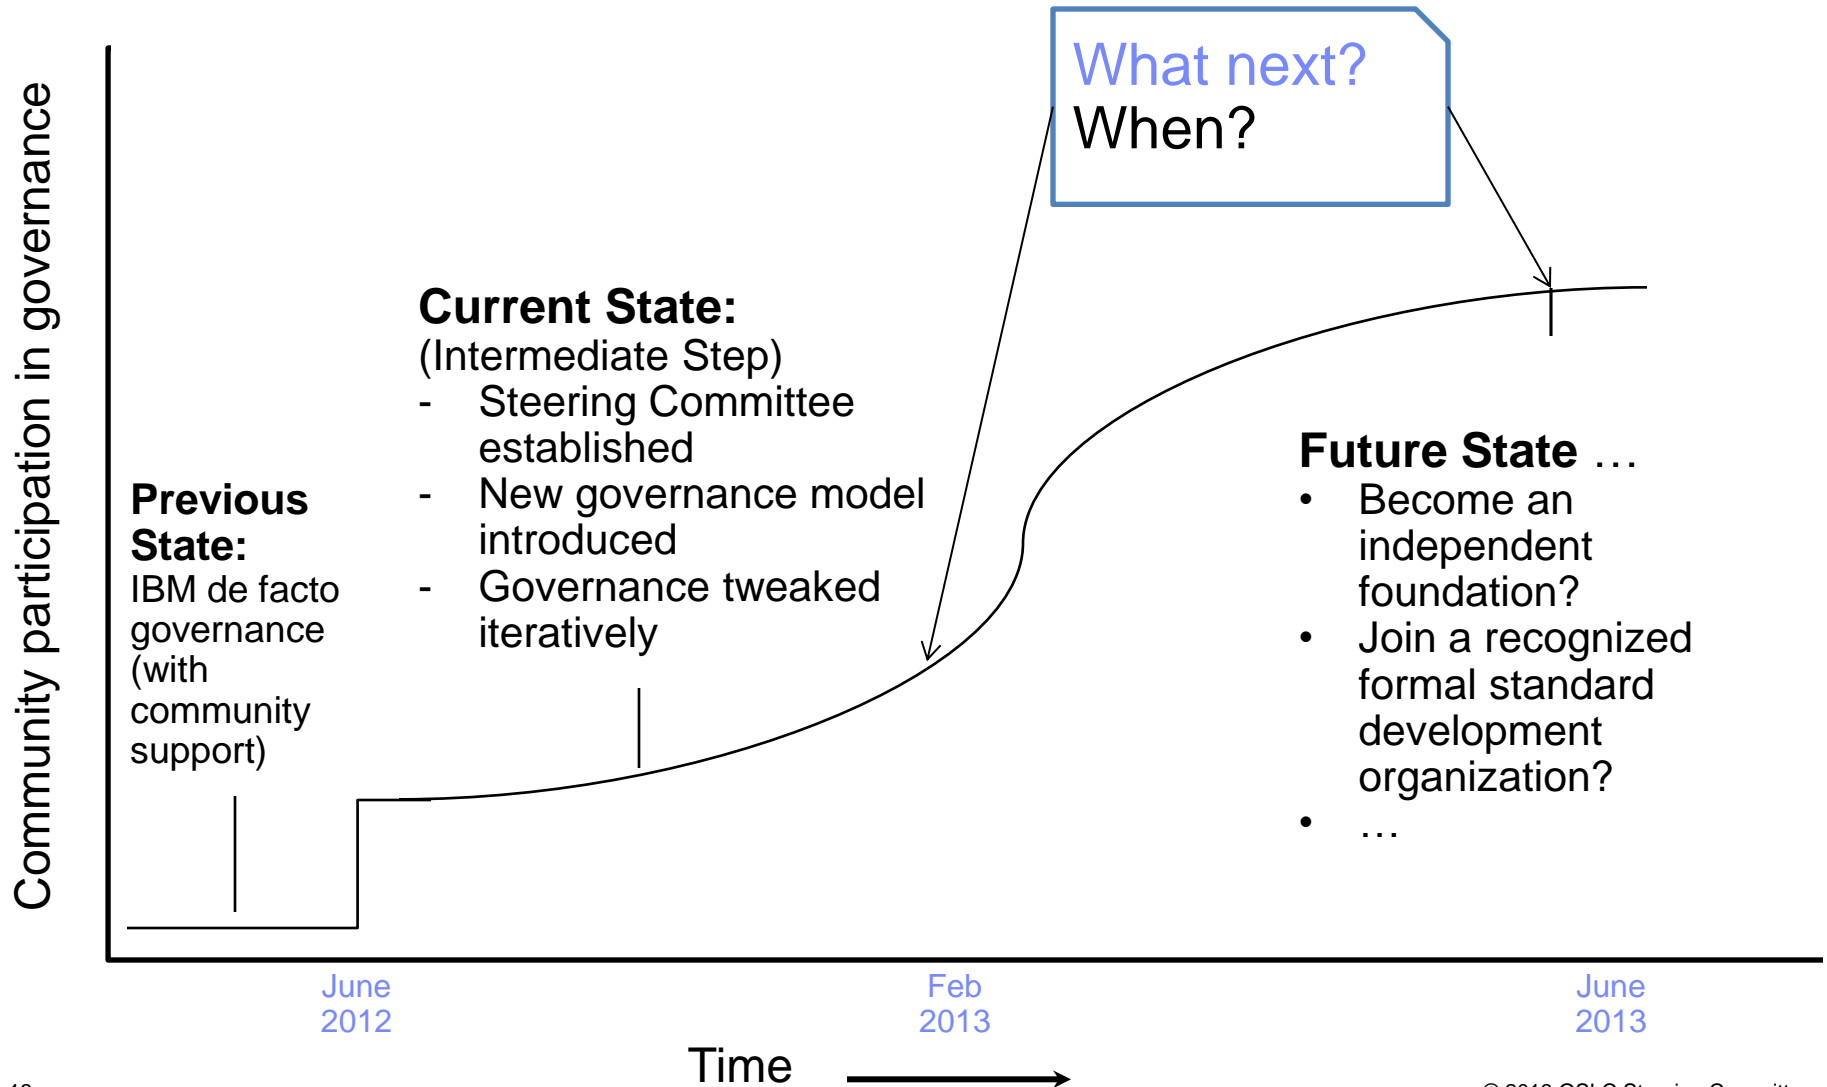 Community participation in governance
What next?
When?
Current State:
(Intermediate Step)
- Steering Committee
established
- New governance model
introduced
- Governance tweaked
iteratively
Previous
State:
IBM de facto
governance
(with
community
support)
Future State …
• Become an
independent
foundation?
• Join a recognized
formal standard
development
organization?
• …
June
2012
Feb
2013
June
2013
Time